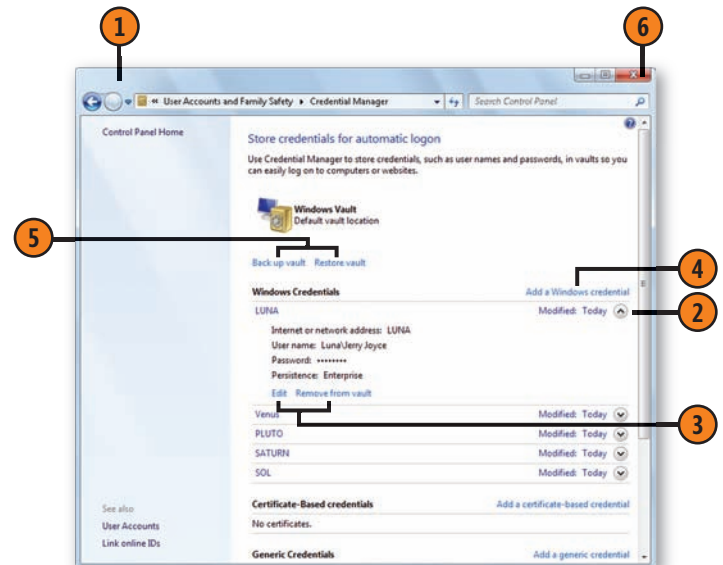 1
6
« User Accounts and Family Safety ▸ Credential Manager
Search Control Panel
Control Panel Home
Store credentials for automatic logon
Use Credential Manager to store credentials, such as user names and passwords, in vaults so you
can easily log on to computers or websites.
Windows Vault
Default vault location
5
Back up vault Restore vault
4
Windows Credentials Add a Windows credential
LUNA Modified: Today
2
Internet or network address: LUNA
User name: Luna\Jerry Joyce
Password: ••••••••
Persistence: Enterprise
Edit Remove from vault
Venus Modified: Today
3
PLUTO Modified: Today
SATURN Modified: Today
SOL Modified: Today
Certificate-Based credentials Add a certificate-based credential
No certificates.
Generic Credentials Add a generic credential
See also
User Accounts
Link online IDs